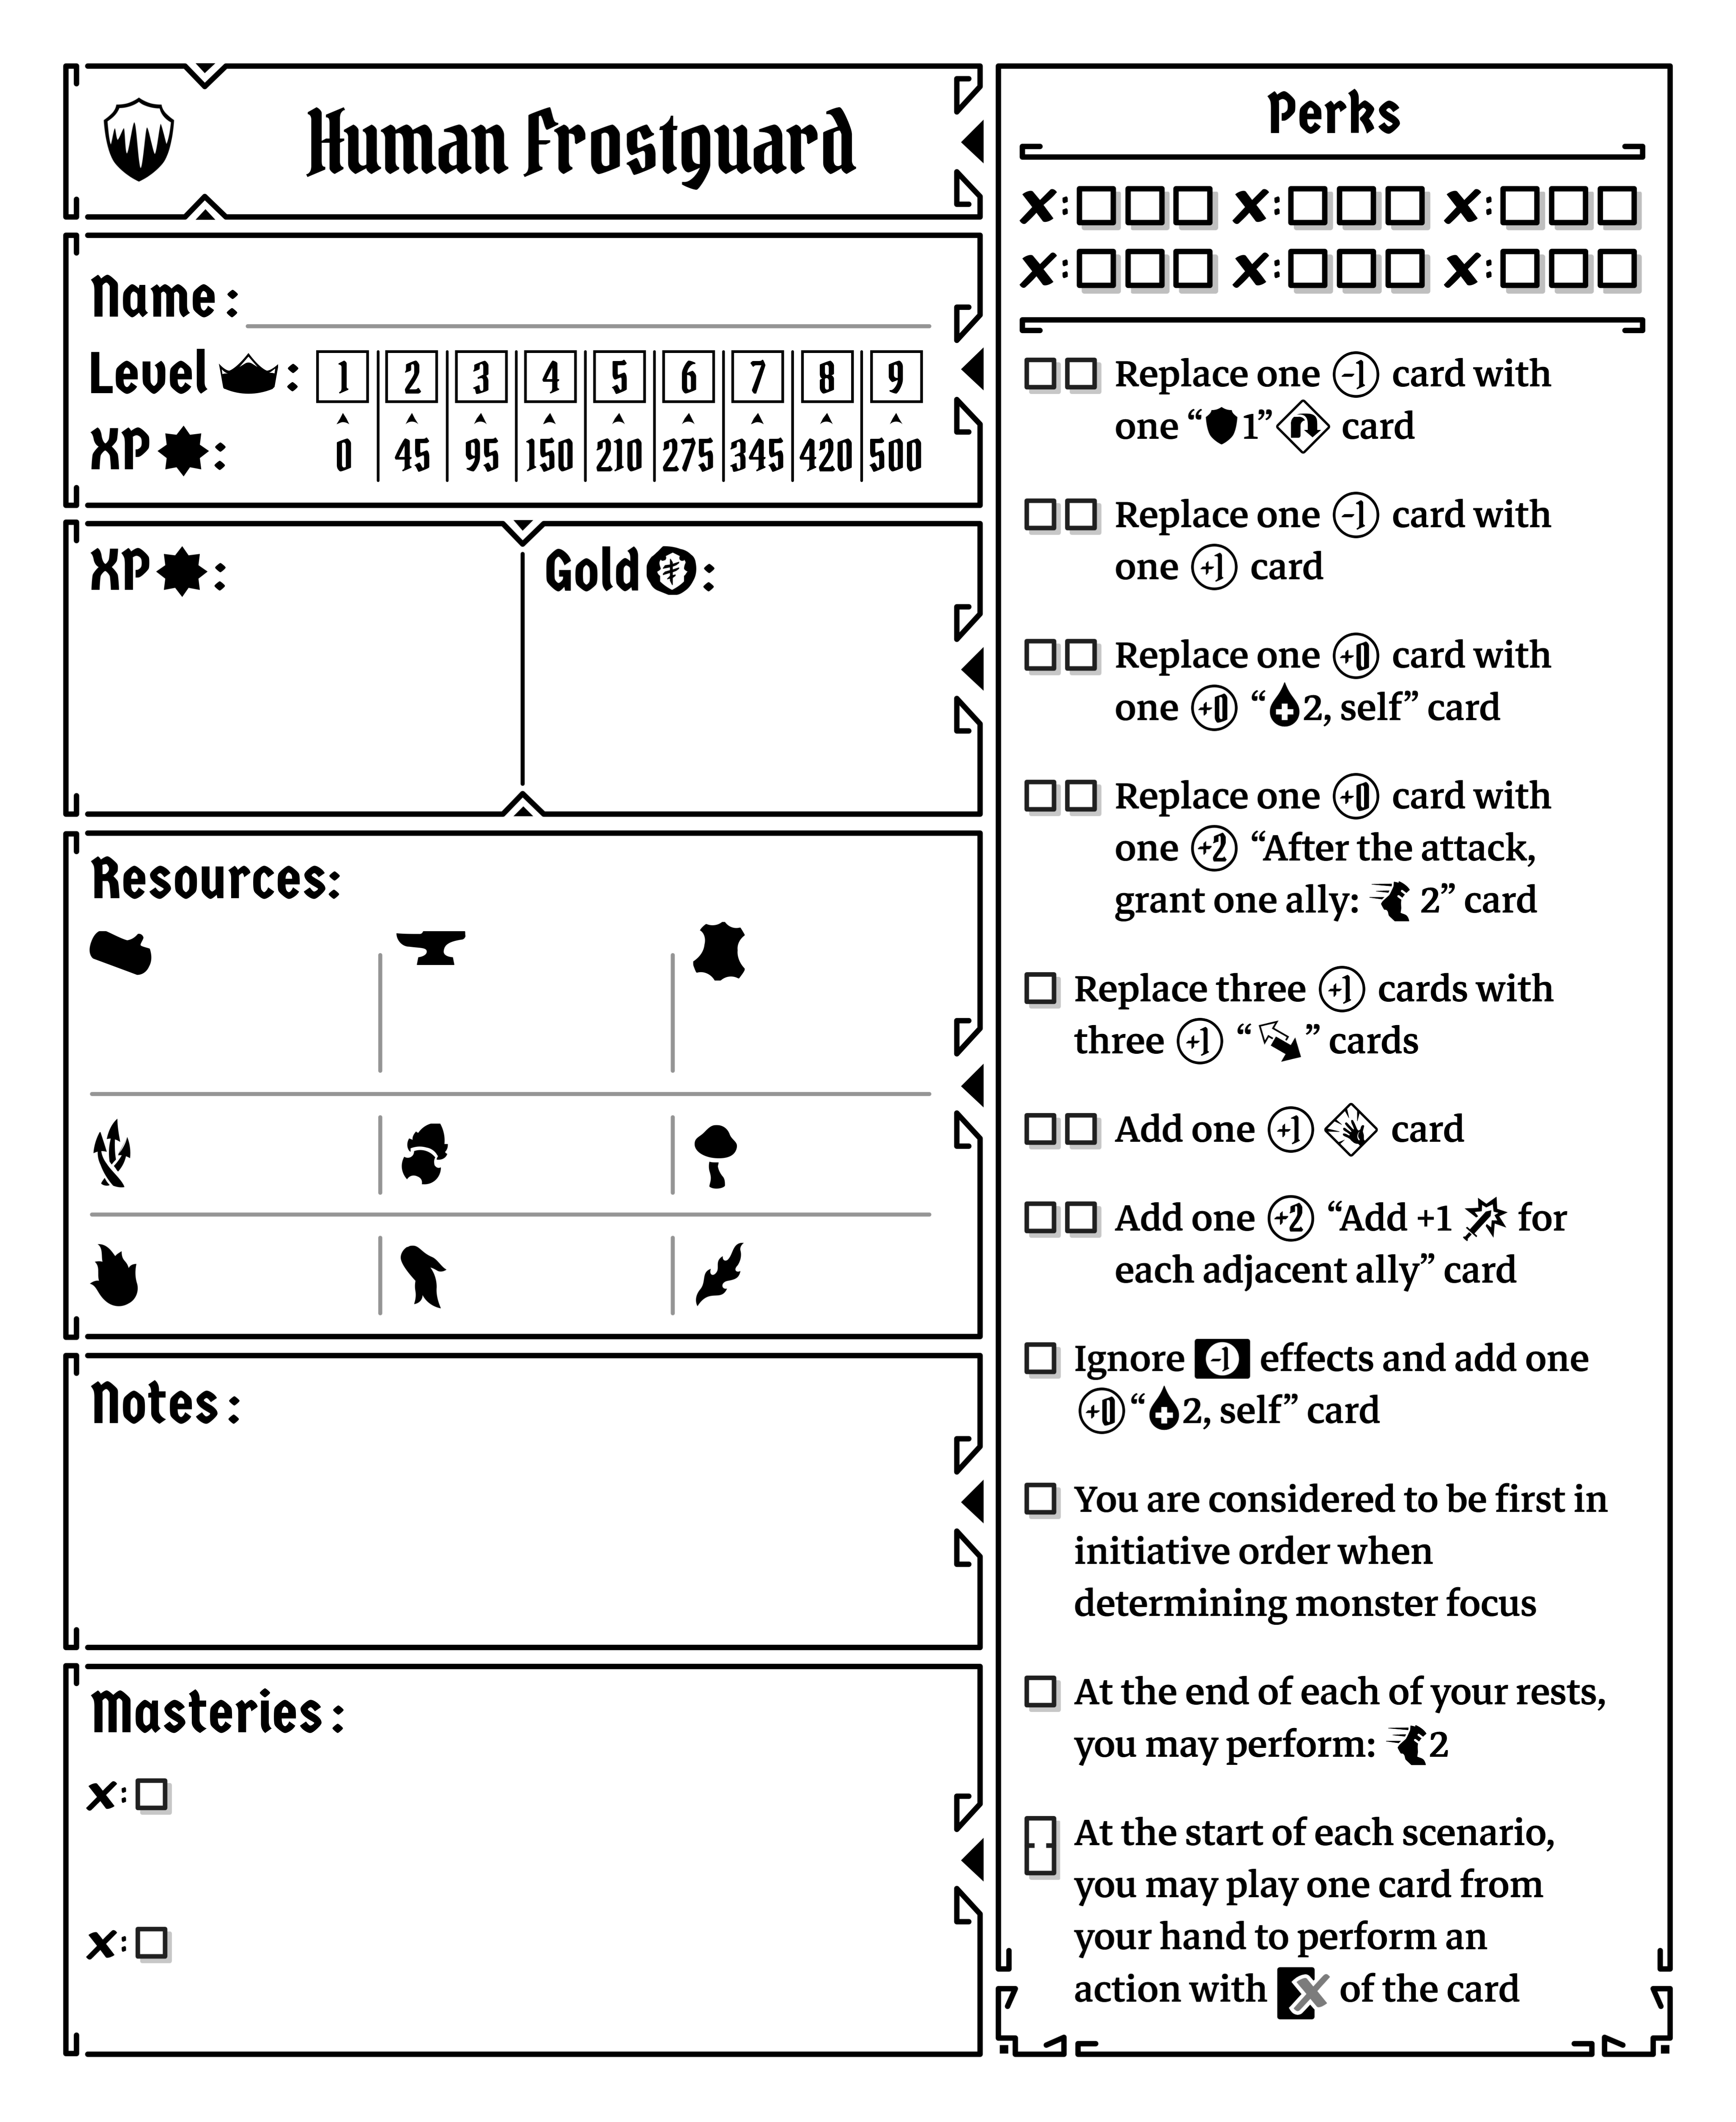 Human Frostguard
Name :
Level :
1 2 3 4 5 6 7 8 9
XP :
0 45 95 150 210 275 345 420 500
XP :
Gold :
Resources:
Notes :
Masteries :
Perks
Replace one -1 card with
one “1” card
Replace one -1 card with
one +1 card
Replace one +0 card with
one +0 “2, self” card
Replace one +0 card with
one +2 “After the attack,
grant one ally: 2” card
Replace three +1 cards with
three +1 “ ” cards
Add one +1 card
Add one +2 “Add +1 for
each adjacent ally” card
Ignore -1 effects and add one
+0 “2, self” card
You are considered to be first in
initiative order when
determining monster focus
At the end of each of your rests,
you may perform: 2
At the start of each scenario,
you may play one card from
your hand to perform an
action with of the card